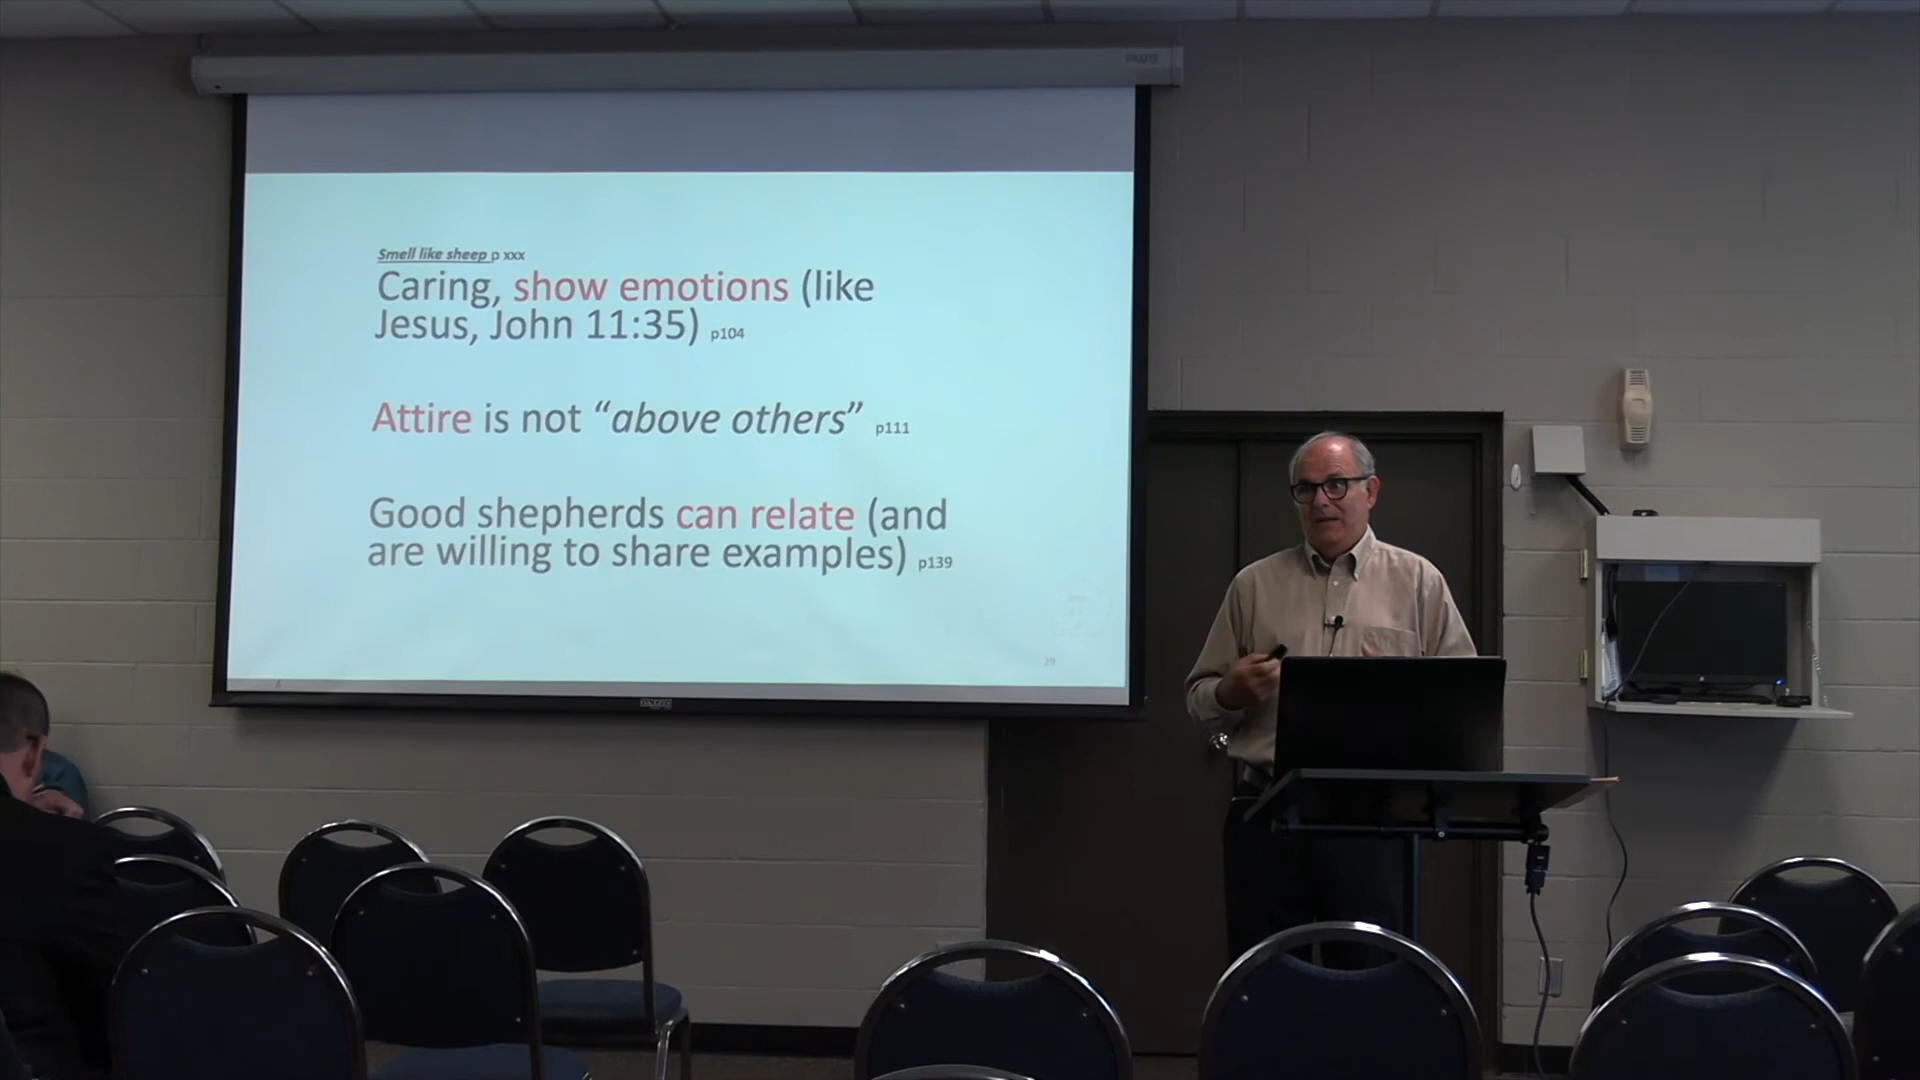 Smell like sheep p xxx
Caring, show emotions (like
Jesus, John 11:35) p104
Attire is not “above others” p111
Good shepherds can relate (and
are willing to share examples) p139
29